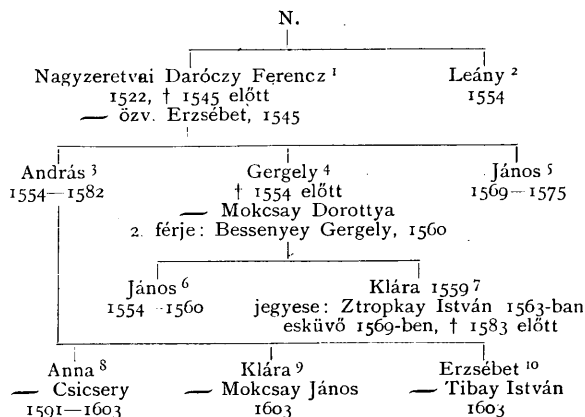 N.
Nagyzeretvai Daróczy Ferencz ¹ Leány ²
1522, † 1545 előtt 1554
— özv. Erzsébet, 1545
András ³ Gergely ⁴ János ⁵
1554—1582 † 1554 előtt 1569—1575
— Mokcsay Dorottya
2. férje: Bessenyey Gergely, 1560
János ⁶ Klára 1559 ⁷
1554—1560 jegyese: Ztropkay István 1563-ban
esküvő 1569-ben, † 1583 előtt
Anna ⁸ Klára ⁹ Erzsébet ¹⁰
— Csicsery — Mokcsay János — Tibay István
1591—1603 1603 1603